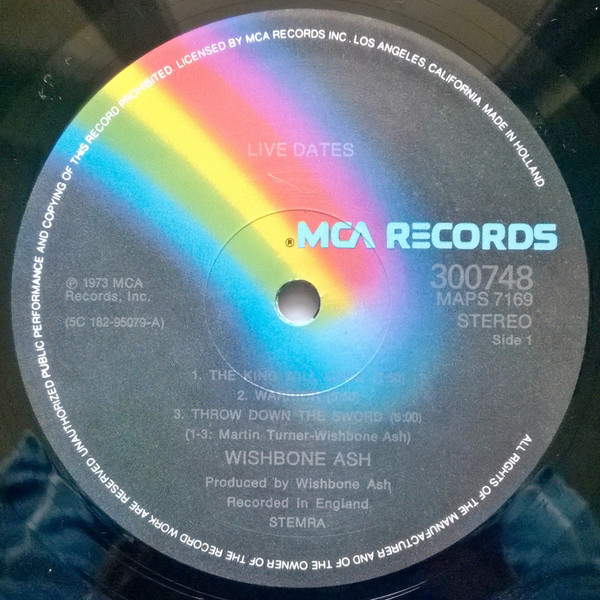 UNAUTHORIZED PUBLIC PERFORMANCE AND COPYING OF THIS RECORD PROHIBITED. LICENSED BY MCA RECORDS INC. LOS ANGELES, CALIFORNIA. MADE IN HOLLAND.
LIVE DATES
® MCA RECORDS
℗ 1973 MCA
Records, Inc.
(5C 182-95079-A)
300748
MAPS 7169
STEREO
Side 1
1. THE KING WILL
2. WARRIOR
3. THROW DOWN THE SWORD (6:00)
(1-3: Martin Turner-Wishbone Ash)
WISHBONE ASH
Produced by Wishbone Ash
Recorded in England
STEMRA
ALL RIGHTS OF THE MANUFACTURER AND OF THE OWNER OF THE RECORD WORK ARE RESERVED